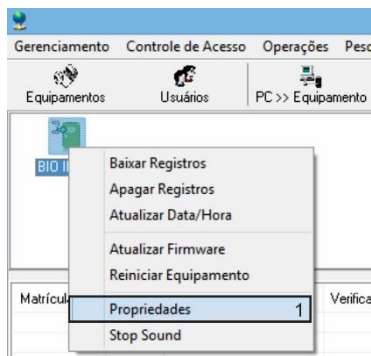 Gerenciamento Controle de Acesso Operações
Equipamentos Usuários PC >> Equipamento
BIO
Baixar Registros
Apagar Registros
Atualizar Data/Hora
Atualizar Firmware
Reiniciar Equipamento
Propriedades 1
Stop Sound